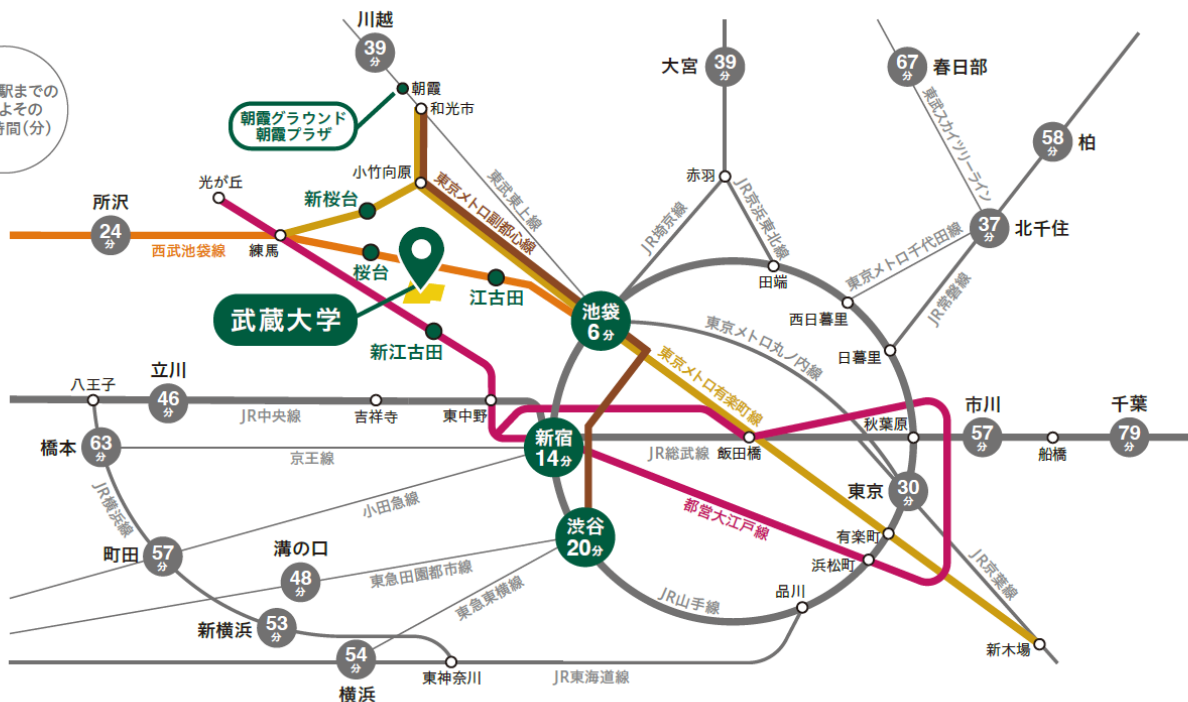 駅までの
よその
時間(分)
川越
39
分
朝霞
和光市
朝霞グラウンド
朝霞プラザ
大宮
39
分
67
分
春日部
東武スカイツリーライン
58
分
柏
37
分
北千住
小竹向原
光が丘
新桜台
所沢
24
分
西武池袋線
練馬
桜台
江古田
武蔵大学
新江古田
東京メトロ副都心線
東武東上線
赤羽
JR埼京線
JR京浜東北線
田端
東京メトロ千代田線
西日暮里
JR常磐線
日暮里
池袋
6分
東京メトロ丸ノ内線
東京メトロ有楽町線
八王子
立川
46
分
JR中央線
吉祥寺
東中野
新宿
14分
JR総武線
飯田橋
秋葉原
市川
57
分
船橋
千葉
79
分
橋本
63
分
京王線
JR横浜線
小田急線
都営大江戸線
東京
30
分
有楽町
浜松町
JR京葉線
新木場
町田
57
分
溝の口
48
分
東急田園都市線
東急東横線
渋谷
20分
JR山手線
品川
新横浜
53
分
54
分
横浜
東神奈川
JR東海道線